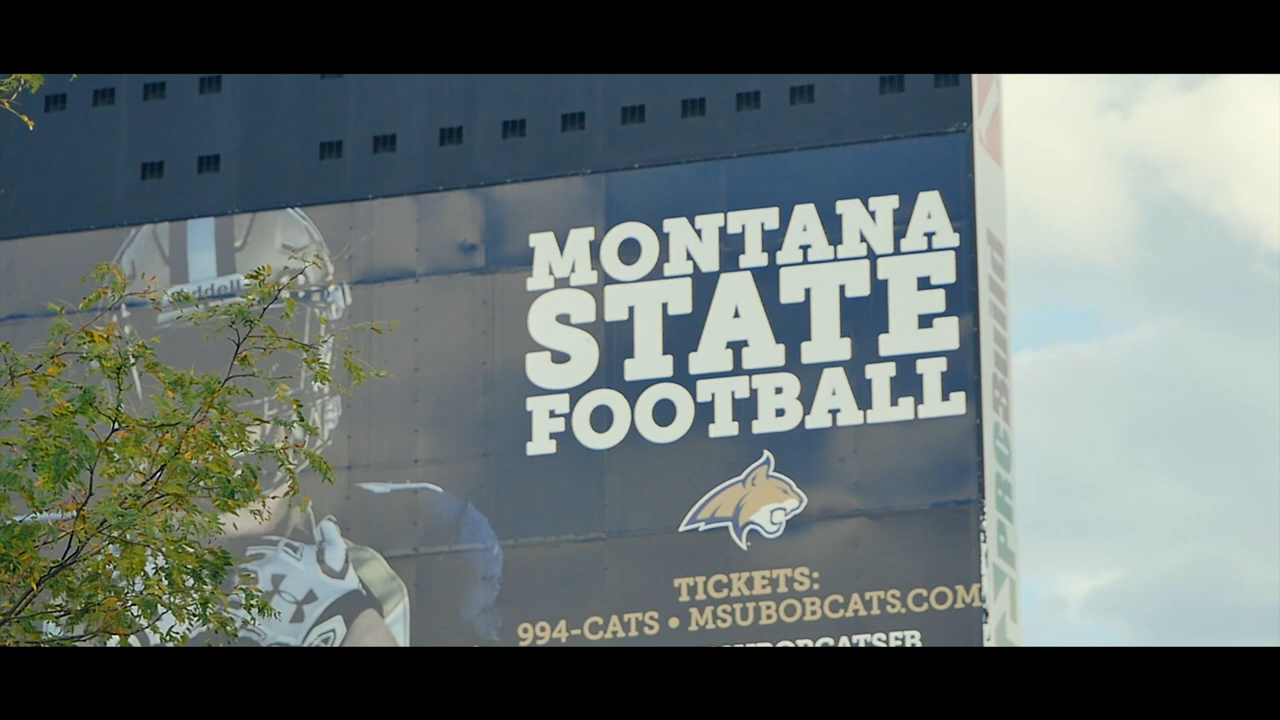 MONTANA
STATE
FOOTBALL
TICKETS:
994-CATS • MSUBOBCATS.COM